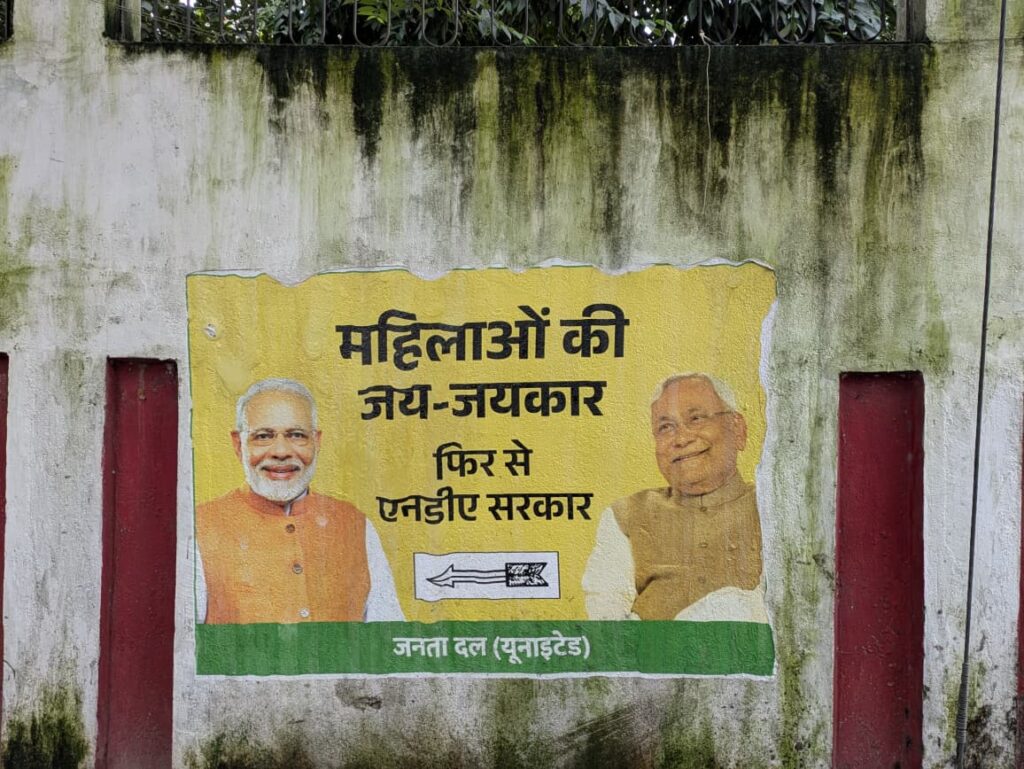 महिलाओं की
जय-जयकार
फिर से
एनडीए सरकार
जनता दल (यूनाइटेड)